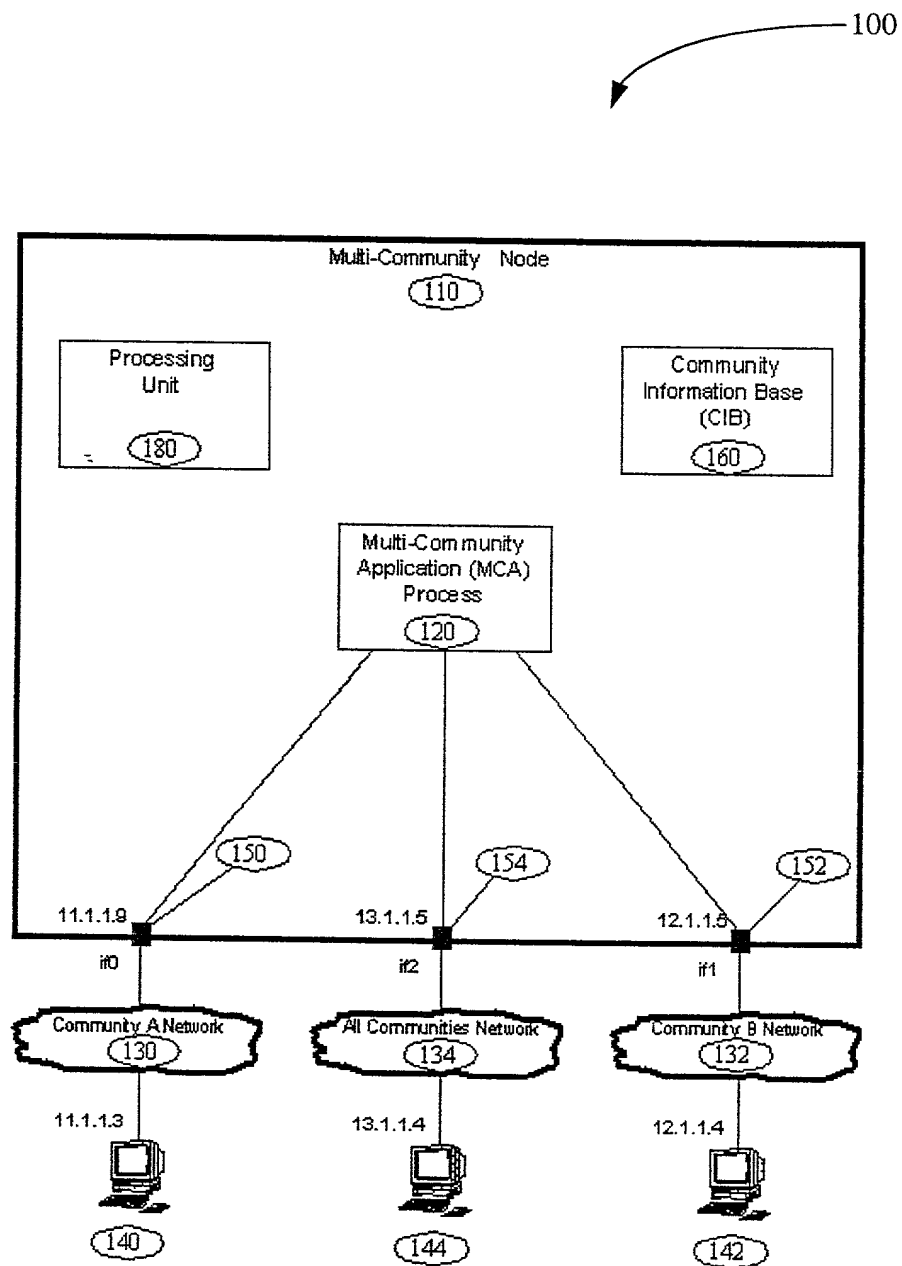 100
Multi-Community Node
110
Processing
Unit
180
Community
Information Base
(CIB)
160
Multi-Community
Application (MCA)
Process
120
150
154
152
11.1.1.9
13.1.1.5
12.1.1.5
if0
if2
if1
Community A Network
130
All Communities Network
134
Community B Network
132
11.1.1.3
13.1.1.4
12.1.1.4
140
144
142